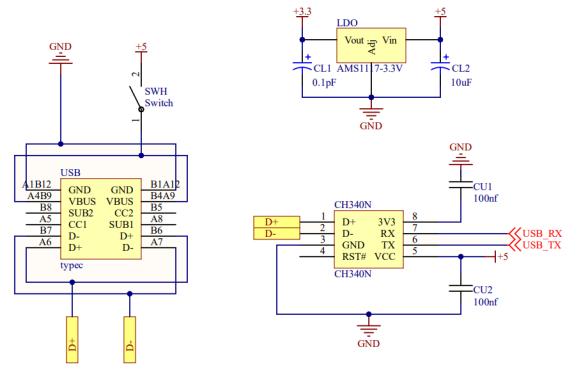 +3.3
LDO
+5
Vout
Vin
Adj
CL1
AMS1117-3.3V
CL2
0.1pF
10uF
GND
GND
+5
2
SWH
Switch
1
USB
A1B12
GND
GND
B1A12
A4B9
VBUS
VBUS
B4A9
B8
SUB2
CC2
B5
A5
CC1
SUB1
A8
B7
D-
D+
B6
A6
D+
D-
A7
typec
D+
D-
GND
CU1
100nf
CH340N
D+
1
D+
3V3
8
D-
2
D-
RX
7
USB_RX
3
GND
TX
6
USB_TX
4
RST#
VCC
5
+5
CH340N
CU2
100nf
GND